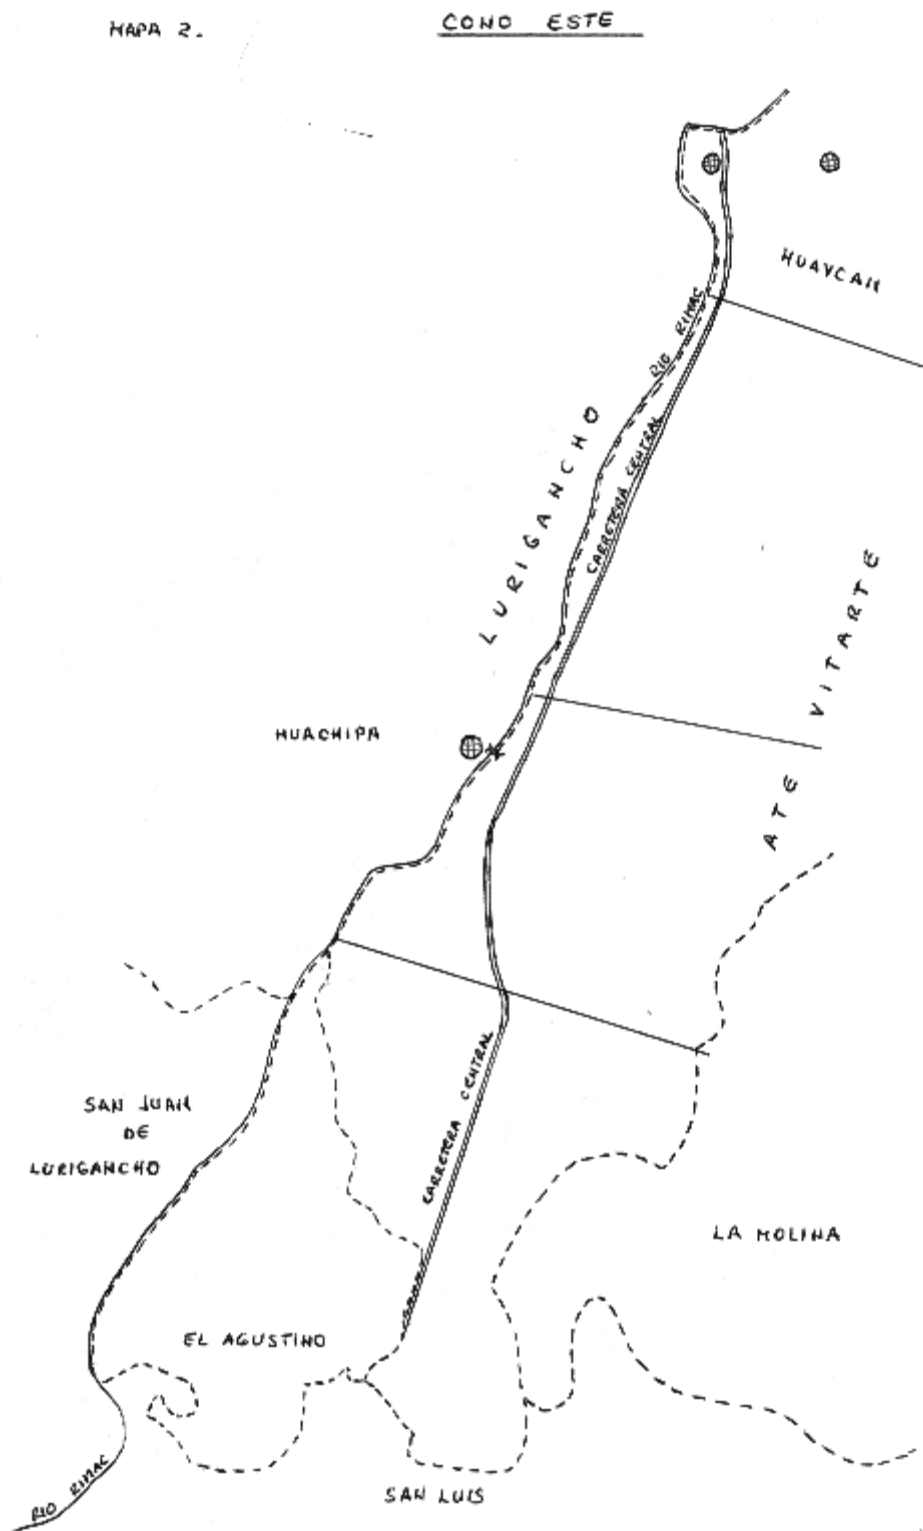 MAPA 2.
CONO ESTE
HUAYCAN
RIO RIMAC
LURIGANCHO
CARRETERA CENTRAL
ATE VITARTE
HUACHIPA
SAN JUAN
DE
LURIGANCHO
CARRETERA CENTRAL
LA MOLINA
EL AGUSTINO
SAN LUIS
RIO RIMAC